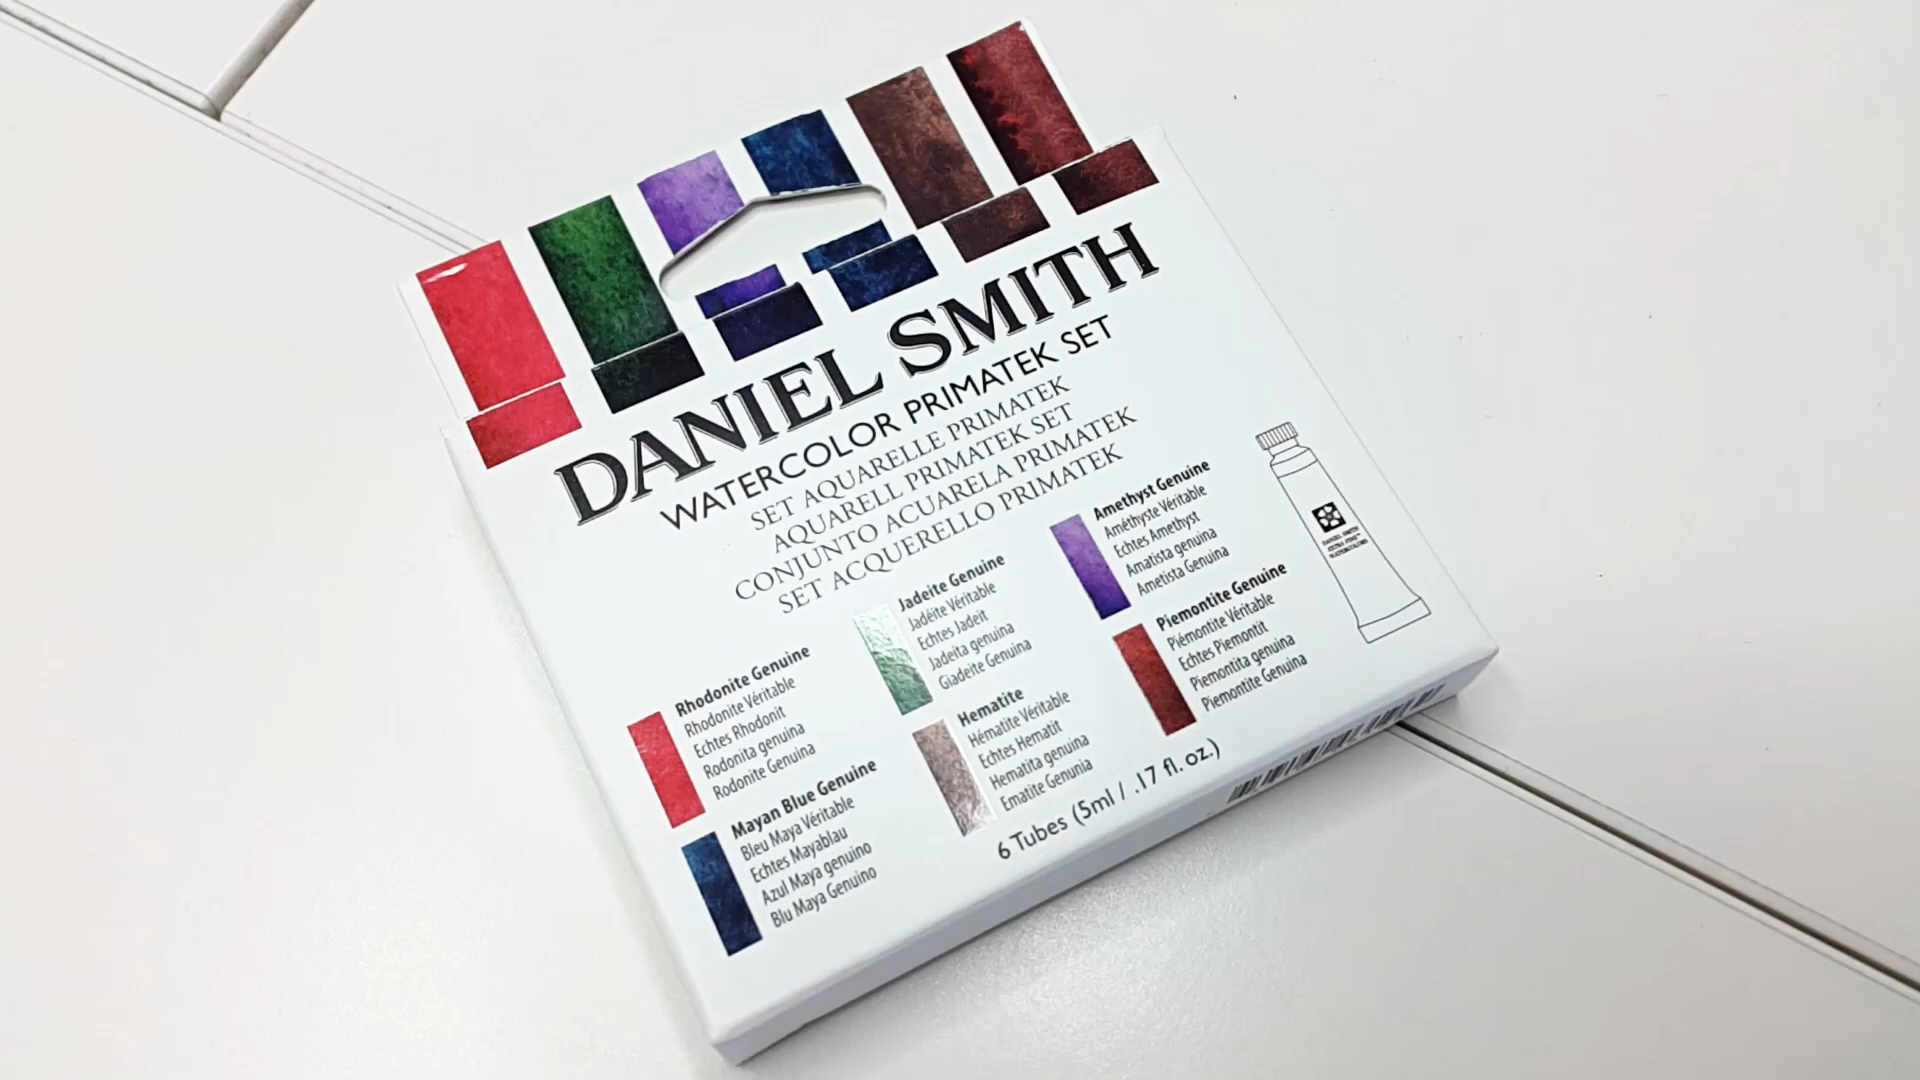 DANIEL SMITH
WATERCOLOR PRIMATEK SET
SET AQUARELLE PRIMATEK
AQUARELL PRIMATEK SET
CONJUNTO ACUARELA PRIMATEK
SET ACQUERELLO PRIMATEK
Rhodonite Genuine
Rhodonite Véritable
Echtes Rhodonit
Rodonita genuina
Rodonite Genuina
Mayan Blue Genuine
Bleu Maya Véritable
Echtes Mayablau
Azul Maya genuino
Blu Maya Genuino
Jadeite Genuine
Jadéite Véritable
Echtes Jadeit
Jadeita genuina
Giadeite Genuina
Hematite
Hématite Véritable
Echtes Hematit
Hematita genuina
Ematite Genunia
Amethyst Genuine
Améthyste Véritable
Echtes Amethyst
Amatista genuina
Ametista Genuina
Piemontite Genuine
Piémontite Véritable
Echtes Piemontit
Piemontita genuina
Piemontite Genuina
6 Tubes (5ml / .17 fl. oz.)
DANIEL SMITH
EXTRA FINE™
WATERCOLORS